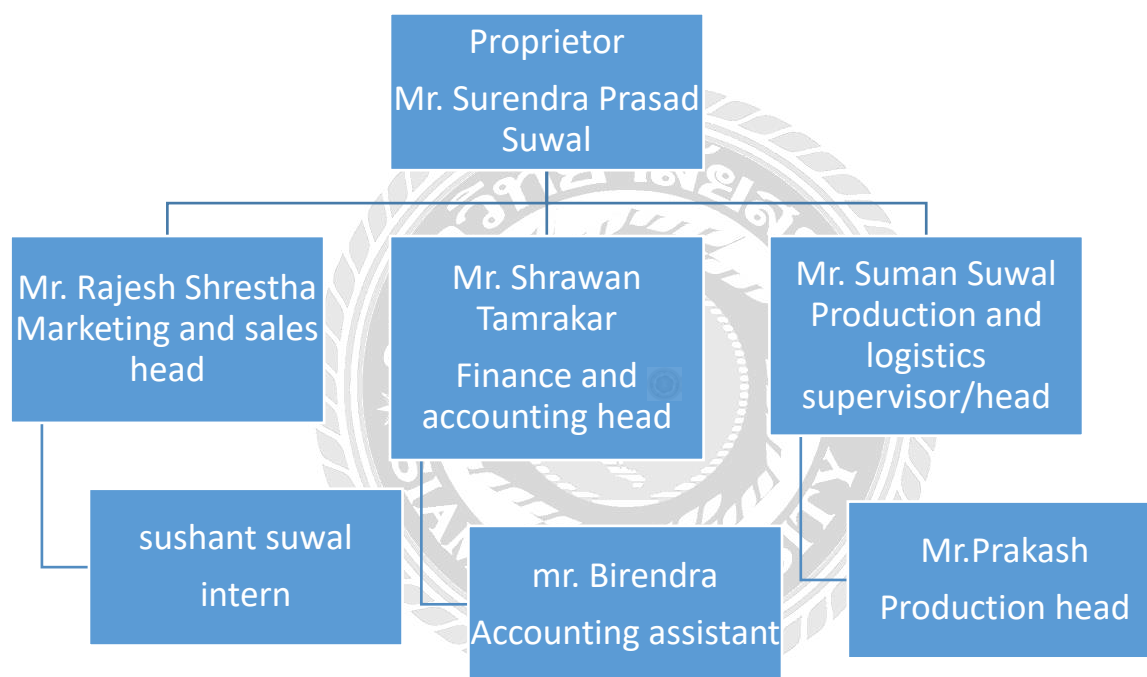 Proprietor
Mr. Surendra Prasad
Suwal
Mr. Rajesh Shrestha
Marketing and sales
head
Mr. Shrawan
Tamrakar
Finance and
accounting head
Mr. Suman Suwal
Production and
logistics
supervisor/head
sushant suwal
intern
mr. Birendra
Accounting assistant
Mr.Prakash
Production head